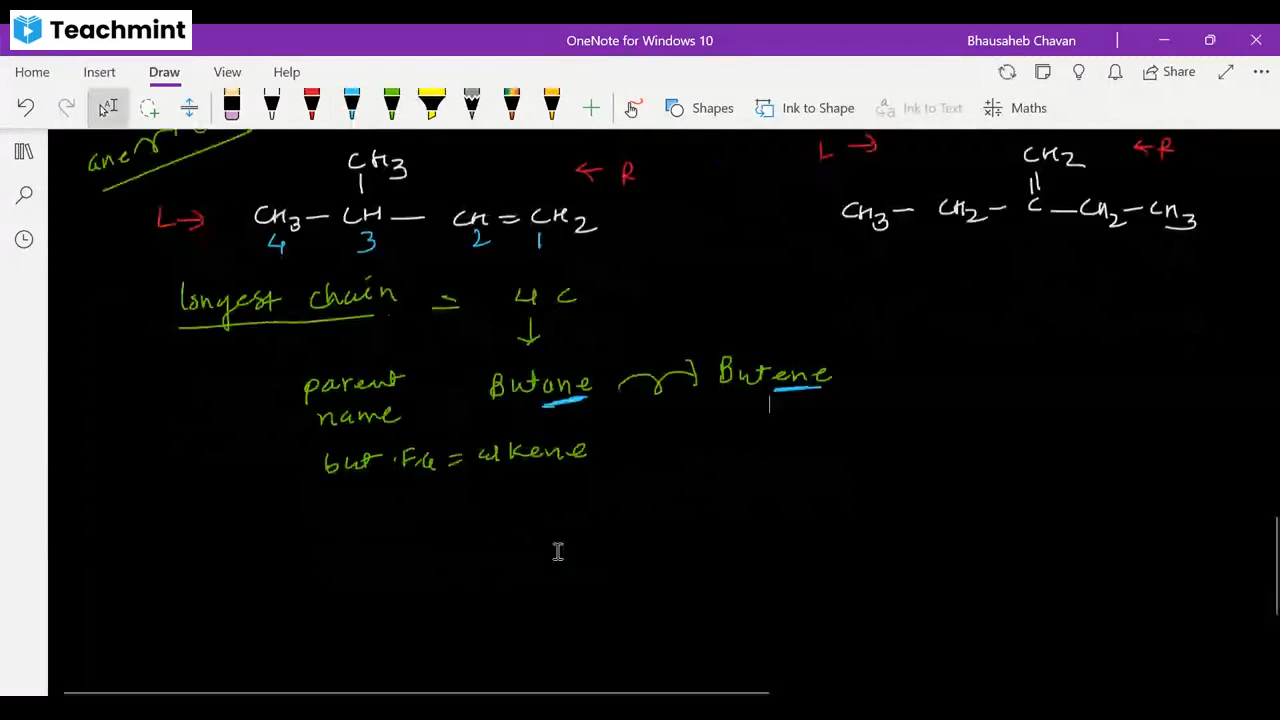 Teachmint
OneNote for Windows 10
Bhausaheb Chavan
Home Insert Draw View Help
Share
Shapes Ink to Shape Ink to Text Maths
ane
CH3
← R
L →
CH3 – CH – CH = CH2
4 3 2 1
L → ← R
CH2
||
CH3 – CH2 – C – CH2 – CH3
longest chain = 4 C
↓
parent name
Butane Butene
but F.G = alkene